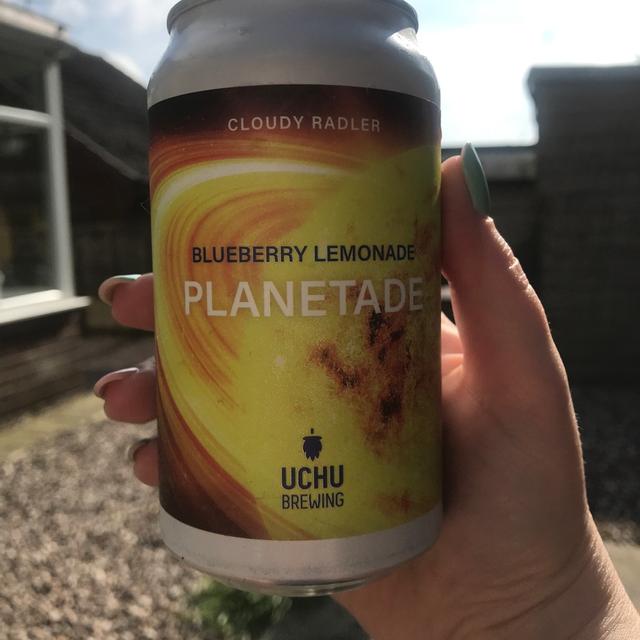 CLOUDY RADLER
BLUEBERRY LEMONADE
PLANETADE
UCHU
BREWING